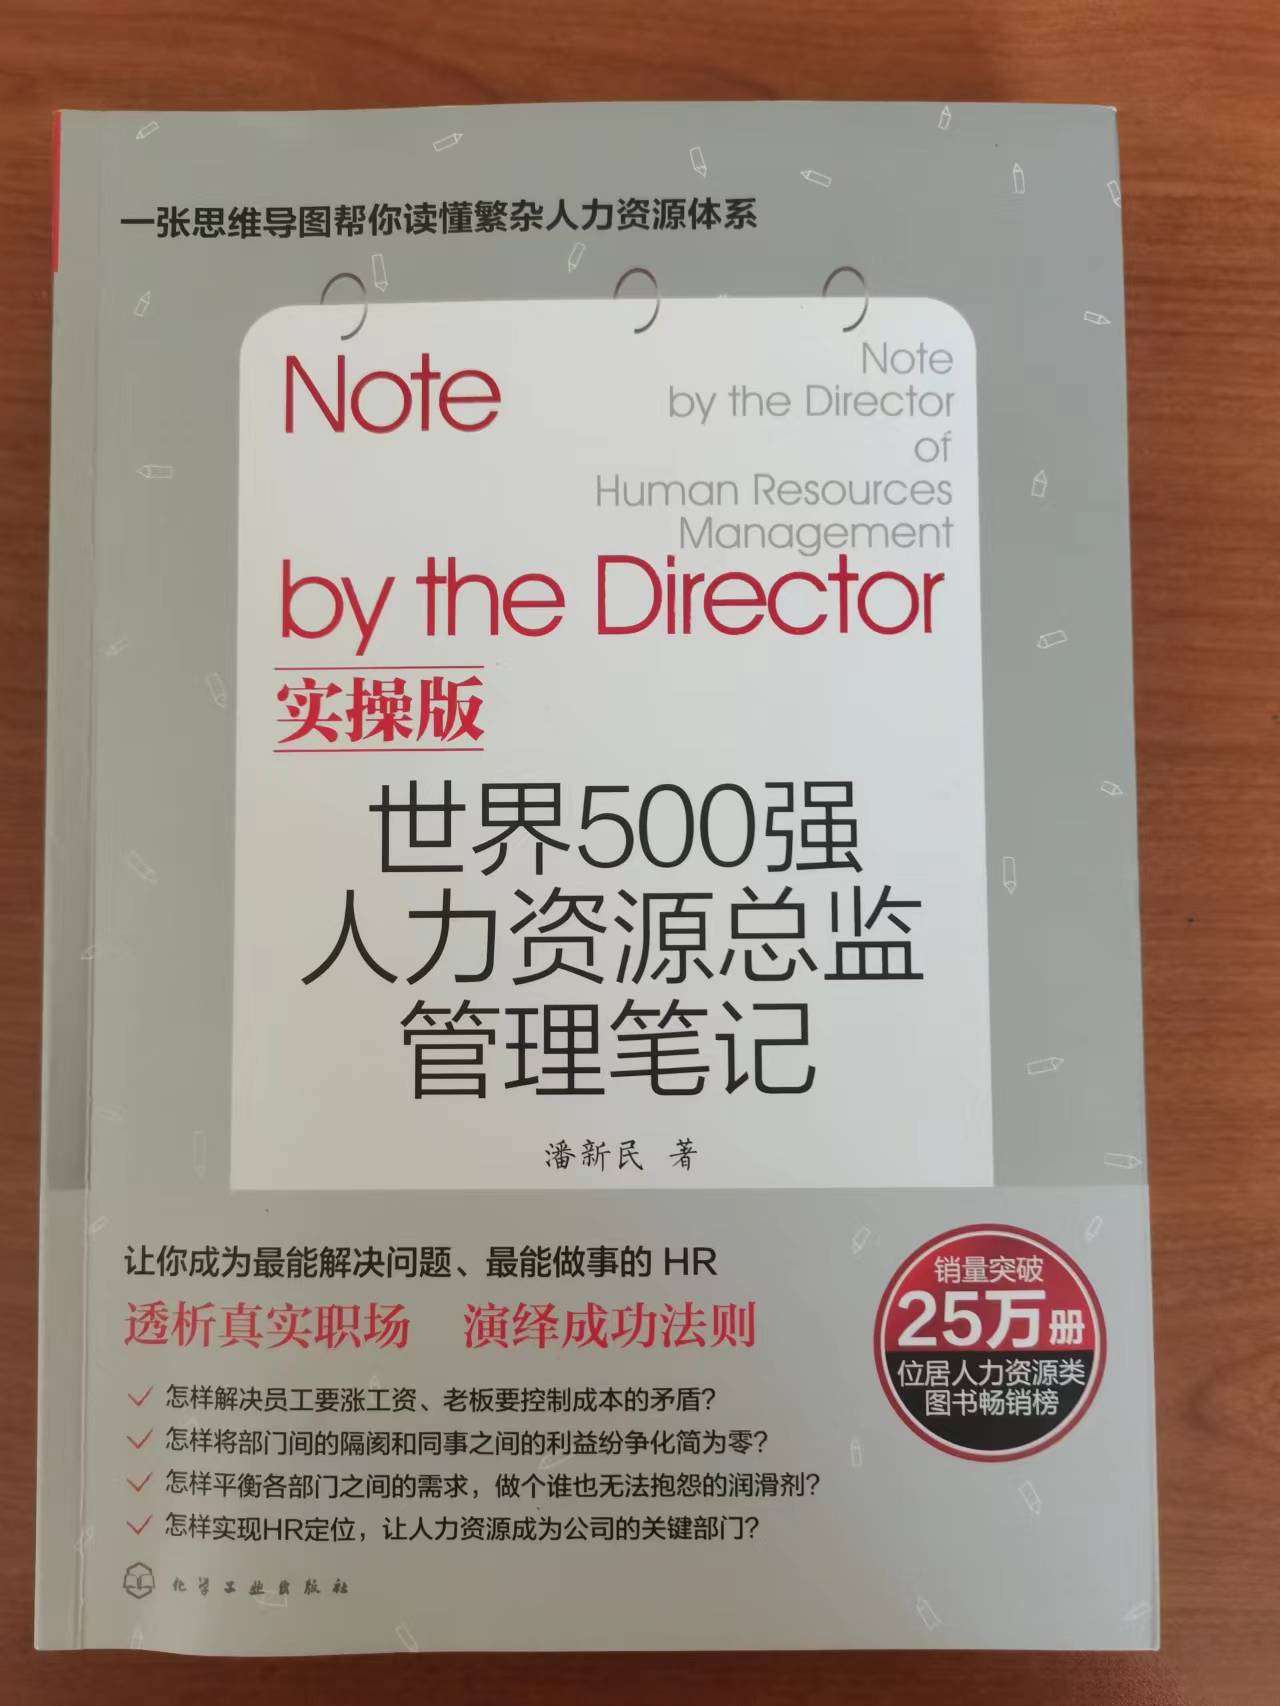 一张思维导图帮你读懂繁杂人力资源体系
Note
Note
by the Director
of
Human Resources
Management
by the Director
实操版
世界500强
人力资源总监
管理笔记
潘新民 著
让你成为最能解决问题、最能做事的 HR
透析真实职场 演绎成功法则
怎样解决员工要涨工资、老板要控制成本的矛盾?
怎样将部门间的隔阂和同事之间的利益纷争化简为零?
怎样平衡各部门之间的需求，做个谁也无法抱怨的润滑剂?
怎样实现HR定位，让人力资源成为公司的关键部门?
销量突破
25万册
位居人力资源类
图书畅销榜
化学工业出版社